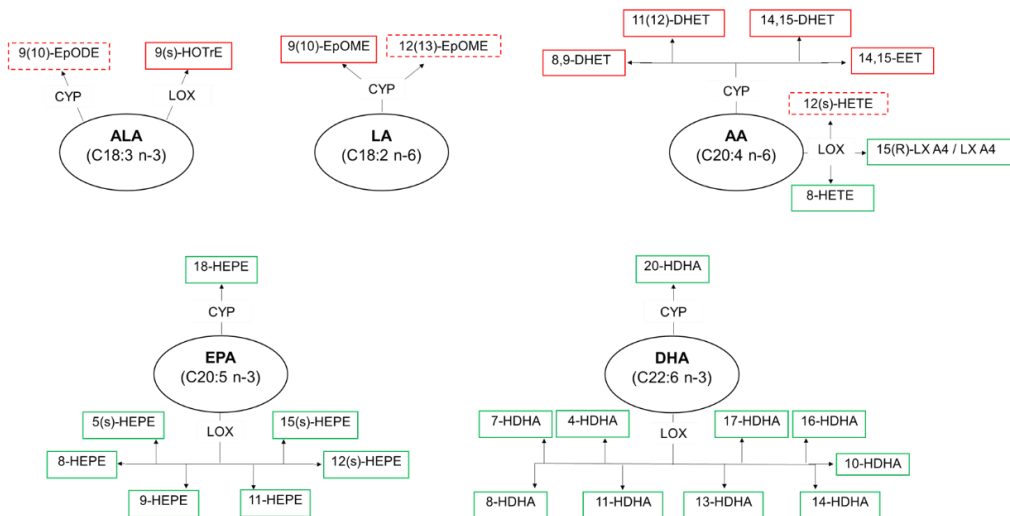 11(12)-DHET
14,15-DHET
9(10)-EpODE
9(s)-HOTrE
9(10)-EpOME
12(13)-EpOME
8,9-DHET
14,15-EET
CYP
LOX
CYP
CYP
12(s)-HETE
ALA
(C18:3 n-3)
LA
(C18:2 n-6)
AA
(C20:4 n-6)
LOX
15(R)-LX A4 / LX A4
8-HETE
18-HEPE
CYP
EPA
(C20:5 n-3)
LOX
5(s)-HEPE
15(s)-HEPE
8-HEPE
12(s)-HEPE
9-HEPE
11-HEPE
20-HDHA
CYP
DHA
(C22:6 n-3)
LOX
7-HDHA
4-HDHA
17-HDHA
16-HDHA
10-HDHA
8-HDHA
11-HDHA
13-HDHA
14-HDHA